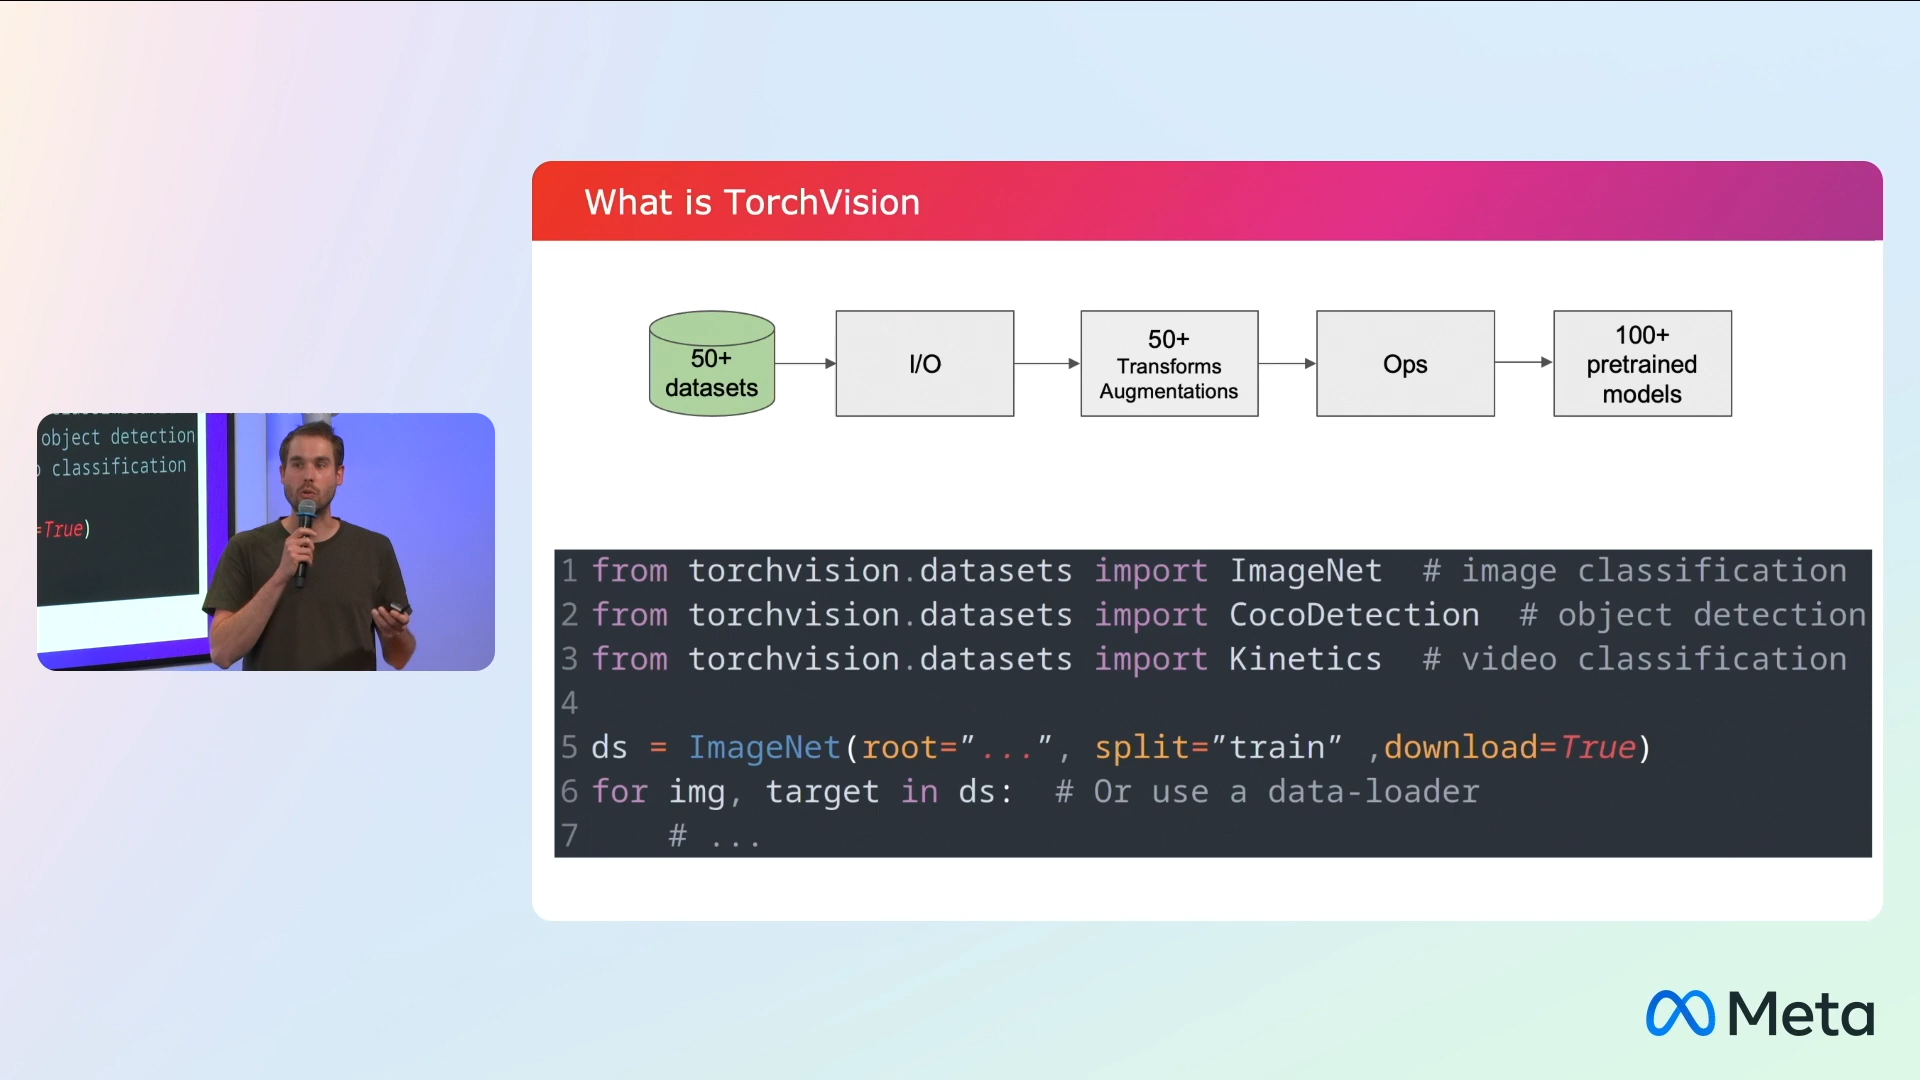 What is TorchVision
50+
datasets
I/O
50+
Transforms
Augmentations
Ops
100+
pretrained
models
object detection
classification
=True)
1 from torchvision.datasets import ImageNet  # image classification
2 from torchvision.datasets import CocoDetection  # object detection
3 from torchvision.datasets import Kinetics  # video classification
4
5 ds = ImageNet(root=”...”, split=”train” ,download=True)
6 for img, target in ds:  # Or use a data-loader
7     # ...
Meta